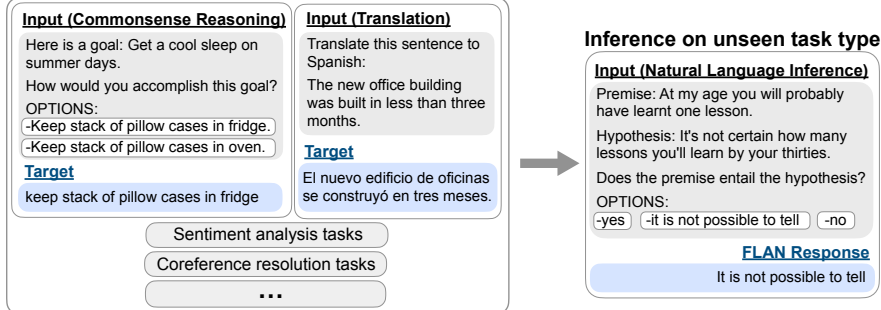 Input (Commonsense Reasoning)
Here is a goal: Get a cool sleep on
summer days.
How would you accomplish this goal?
OPTIONS:
-Keep stack of pillow cases in fridge.
-Keep stack of pillow cases in oven.
Target
keep stack of pillow cases in fridge
Input (Translation)
Translate this sentence to
Spanish:
The new office building
was built in less than three
months.
Target
El nuevo edificio de oficinas
se construyó en tres meses.
Sentiment analysis tasks
Coreference resolution tasks
...
Inference on unseen task type
Input (Natural Language Inference)
Premise: At my age you will probably
have learnt one lesson.
Hypothesis: It's not certain how many
lessons you'll learn by your thirties.
Does the premise entail the hypothesis?
OPTIONS:
-yes -it is not possible to tell -no
FLAN Response
It is not possible to tell